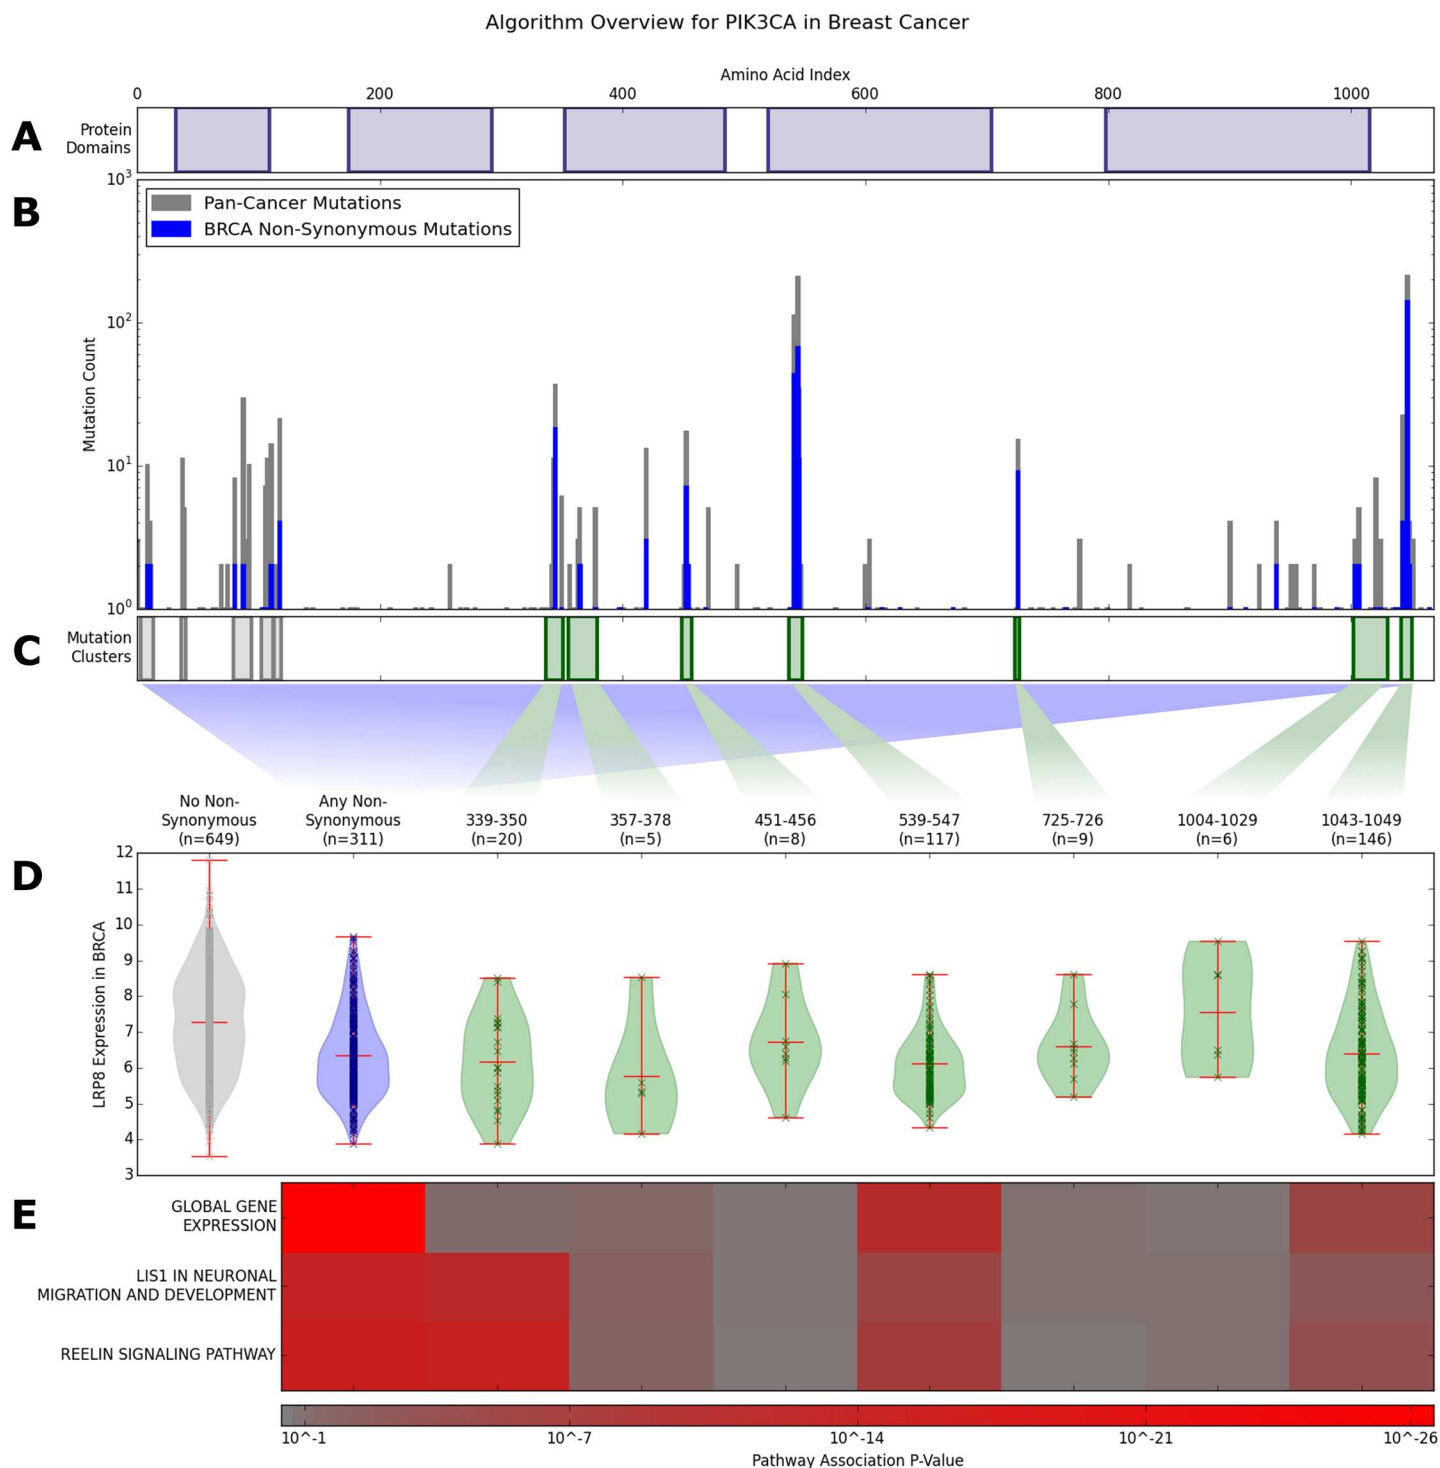 Algorithm Overview for PIK3CA in Breast Cancer
Amino Acid Index
0 200 400 600 800 1000
A
Protein
Domains
B
10^3
Pan-Cancer Mutations
BRCA Non-Synonymous Mutations
10^2
Mutation Count
10^1
10^0
C
Mutation
Clusters
No Non-
Synonymous
(n=649)
Any Non-
Synonymous
(n=311)
339-350
(n=20)
357-378
(n=5)
451-456
(n=8)
539-547
(n=117)
725-726
(n=9)
1004-1029
(n=6)
1043-1049
(n=146)
D
LRP8 Expression in BRCA
12
11
10
9
8
7
6
5
4
3
E
GLOBAL GENE
EXPRESSION
LIS1 IN NEURONAL
MIGRATION AND DEVELOPMENT
REELIN SIGNALING PATHWAY
10^-1 10^-7 10^-14 10^-21 10^-26
Pathway Association P-Value